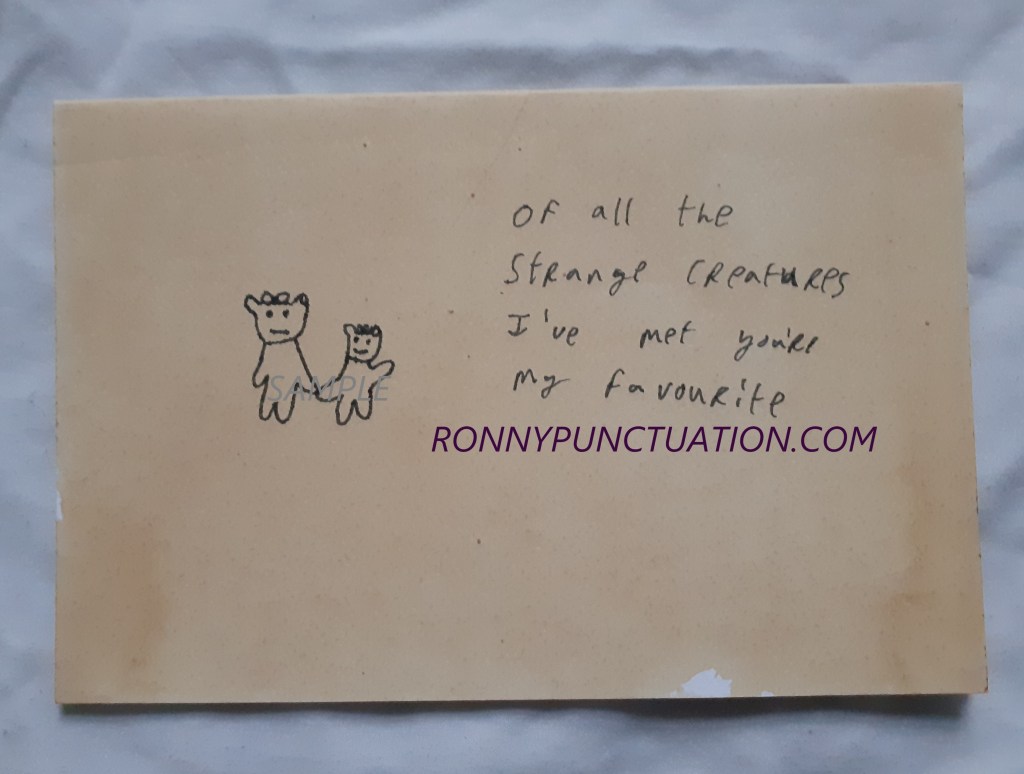 OF all the
Strange Creatures
I've met you're
my favourite
SAMPLE
RONNYPUNCTUATION.COM